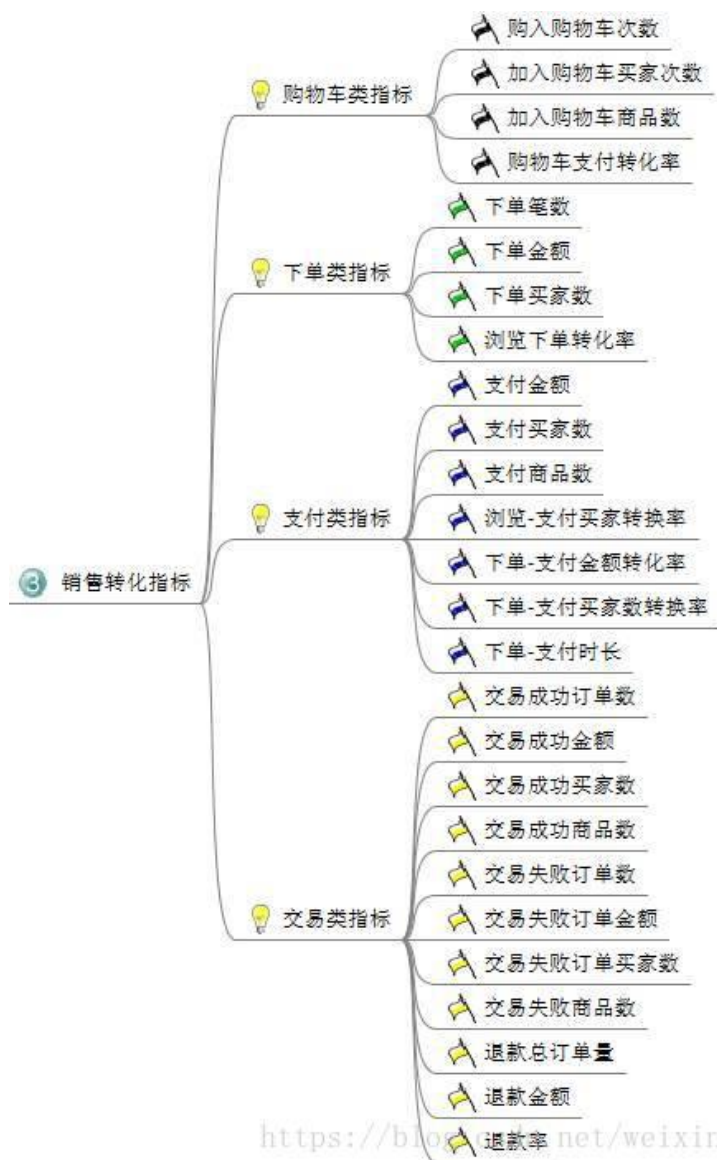 购入购物车次数
加入购物车买家次数
购物车类指标
加入购物车商品数
购物车支付转化率
下单笔数
下单金额
下单类指标
下单买家数
浏览下单转化率
支付金额
支付买家数
支付商品数
支付类指标
浏览-支付买家转换率
下单-支付金额转化率
3 销售转化指标
下单-支付买家数转换率
下单-支付时长
交易成功订单数
交易成功金额
交易成功买家数
交易成功商品数
交易失败订单数
交易类指标
交易失败订单金额
交易失败订单买家数
交易失败商品数
退款总订单量
退款金额
退款率